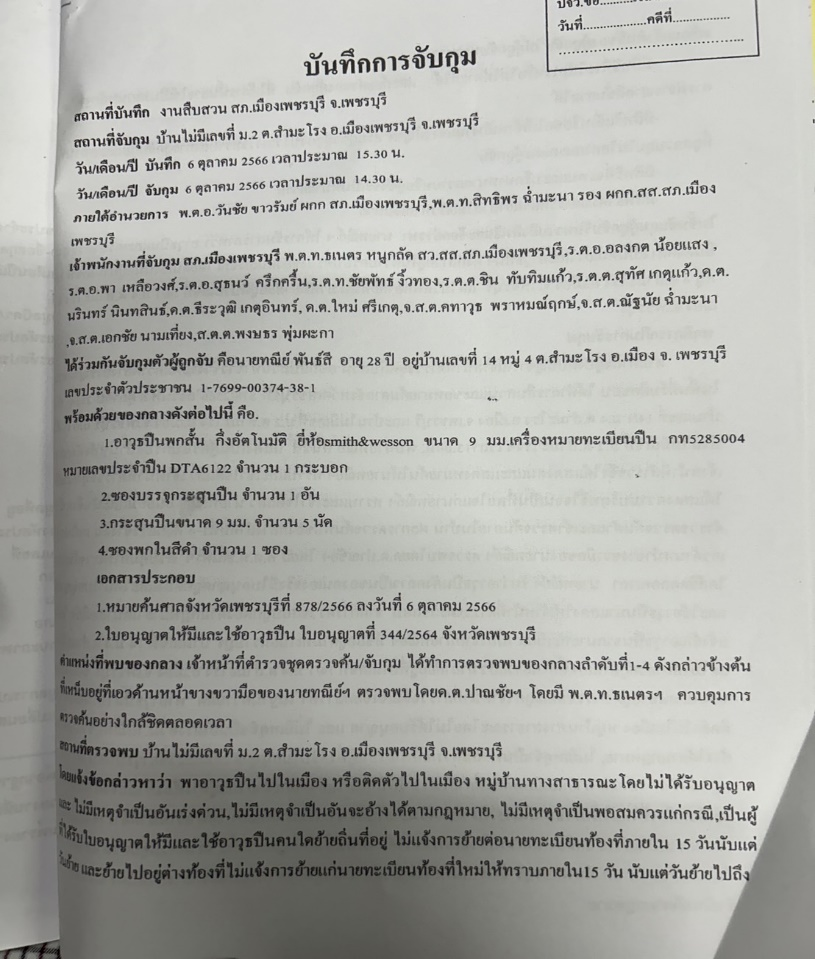 ปจว.ข้อ..........
วันที่...................คดีที่.................
บันทึกการจับกุม
สถานที่บันทึก งานสืบสวน สภ.เมืองเพชรบุรี จ.เพชรบุรี
สถานที่จับกุม บ้านไม่มีเลขที่ ม.2 ต.สำมะโรง อ.เมืองเพชรบุรี จ.เพชรบุรี
วัน/เดือน/ปี บันทึก 6 ตุลาคม 2566 เวลาประมาณ 15.30 น.
วัน/เดือน/ปี จับกุม 6 ตุลาคม 2566 เวลาประมาณ 14.30 น.
ภายใต้อำนวยการ พ.ต.อ.วันชัย ขาวรัมย์ ผกก สภ.เมืองเพชรบุรี,พ.ต.ท.สิทธิพร ฉ่ำมะนา รอง ผกก.สส.สภ.เมือง
เพชรบุรี
เจ้าพนักงานที่จับกุม สภ.เมืองเพชรบุรี พ.ต.ท.ธเนตร หนูกลัด สว.สส.สภ.เมืองเพชรบุรี,ร.ต.อ.อลงกต น้อยแสง ,
ร.ต.อ.พา เหลือวงศ์,ร.ต.อ.สุธนว์ ครึกครื้น,ร.ต.ท.ชัยพัทธ์ งิ้วทอง,ร.ต.ต.ชิน ทับทิมแก้ว,ร.ต.ต.สุทัศ เกตุแก้ว,ด.ต.
นรินทร์ นินทสินธ์,ด.ต.ธีระวุฒิ เกตุอินทร์, ด.ต.ใหม่ ศรีเกตุ,จ.ส.ต.คทาวุธ พราหมณ์ฤกษ์,จ.ส.ต.ณัฐนัย ฉ่ำมะนา
,จ.ส.ต.เอกชัย นามเที่ยง,ส.ต.ต.พงษธร พุ่มผะกา
ได้ร่วมกันจับกุมตัวผู้ถูกจับ คือนายทณีย์ พันธ์สี อายุ 28 ปี อยู่บ้านเลขที่ 14 หมู่ 4 ต.สำมะโรง อ.เมือง จ. เพชรบุรี
เลขประจำตัวประชาชน 1-7699-00374-38-1
พร้อมด้วยของกลางดังต่อไปนี้ คือ.
1.อาวุธปืนพกสั้น กึ่งอัตโนมัติ ยี่ห้อsmith&wesson ขนาด 9 มม.เครื่องหมายทะเบียนปืน กท5285004
หมายเลขประจำปืน DTA6122 จำนวน 1 กระบอก
2.ซองบรรจุกระสุนปืน จำนวน 1 อัน
3.กระสุนปืนขนาด 9 มม. จำนวน 5 นัด
4.ซองพกในสีดำ จำนวน 1 ซอง
เอกสารประกอบ
1.หมายค้นศาลจังหวัดเพชรบุรีที่ 878/2566 ลงวันที่ 6 ตุลาคม 2566
2.ใบอนุญาตให้มีและใช้อาวุธปืน ใบอนุญาตที่ 344/2564 จังหวัดเพชรบุรี
ตำแหน่งที่พบของกลาง เจ้าหน้าที่ตำรวจชุดตรวจค้น/จับกุม ได้ทำการตรวจพบของกลางลำดับที่1-4 ดังกล่าวข้างต้น
ที่เหน็บอยู่ที่เอวด้านหน้าขางขวามือของนายทณีย์ฯ ตรวจพบโดยด.ต.ปาณชัยฯ โดยมี พ.ต.ท.ธเนตรฯ ควบคุมการ
ตรวจค้นอย่างใกล้ชิดตลอดเวลา
สถานที่ตรวจพบ บ้านไม่มีเลขที่ ม.2 ต.สำมะโรง อ.เมืองเพชรบุรี จ.เพชรบุรี
โดยแจ้งข้อกล่าวหาว่า พาอาวุธปืนไปในเมือง หรือติดตัวไปในเมือง หมู่บ้านทางสาธารณะโดยไม่ได้รับอนุญาต
และ ไม่มีเหตุจำเป็นอันเร่งด่วน,ไม่มีเหตุจำเป็นอันจะอ้างได้ตามกฎหมาย, ไม่มีเหตุจำเป็นพอสมควรแก่กรณี,เป็นผู้
ที่ได้รับใบอนุญาตให้มีและใช้อาวุธปืนคนใดย้ายถิ่นที่อยู่ ไม่แจ้งการย้ายต่อนายทะเบียนท้องที่ภายใน 15 วันนับแต่
วันย้าย และย้ายไปอยู่ต่างท้องที่ไม่แจ้งการย้ายแก่นายทะเบียนท้องที่ใหม่ให้ทราบภายใน15 วัน นับแต่วันย้ายไปถึง